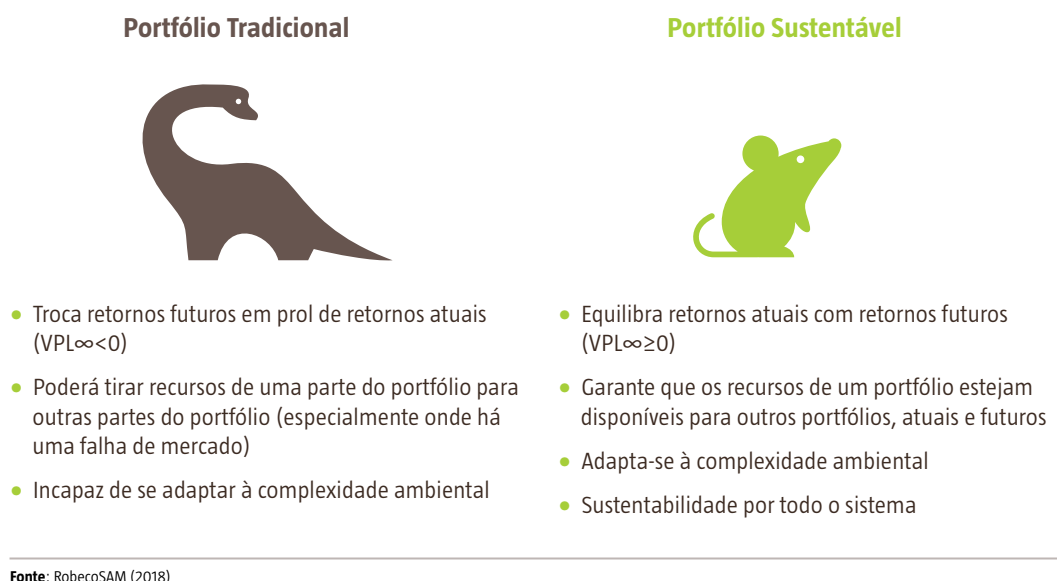 Portfólio Tradicional
Portfólio Sustentável
• Troca retornos futuros em prol de retornos atuais
(VPL∞<0)
• Poderá tirar recursos de uma parte do portfólio para
outras partes do portfólio (especialmente onde há
uma falha de mercado)
• Incapaz de se adaptar à complexidade ambiental
• Equilibra retornos atuais com retornos futuros
(VPL∞≥0)
• Garante que os recursos de um portfólio estejam
disponíveis para outros portfólios, atuais e futuros
• Adapta-se à complexidade ambiental
• Sustentabilidade por todo o sistema
Fonte: RobecoSAM (2018)